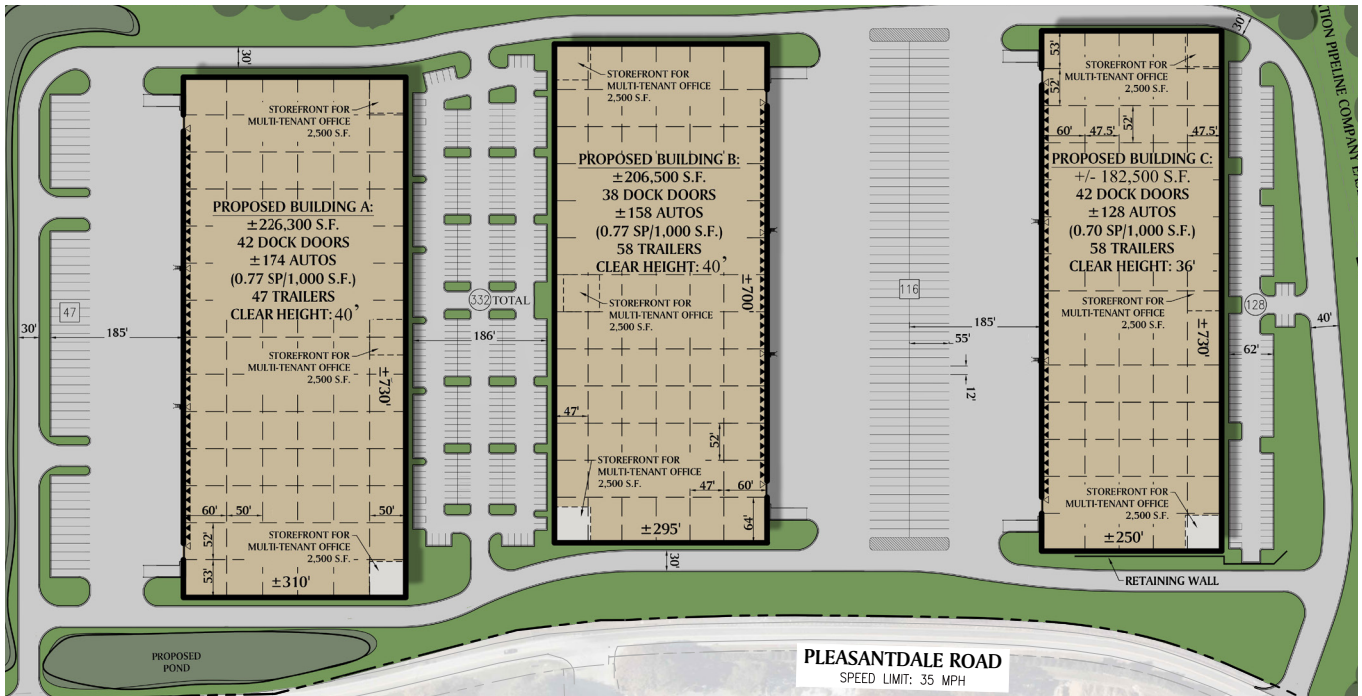 30'
STOREFRONT FOR
MULTI-TENANT OFFICE
2,500 S.F.
PROPOSED BUILDING A:
±226,300 S.F.
42 DOCK DOORS
±174 AUTOS
(0.77 SP/1,000 S.F.)
47 TRAILERS
CLEAR HEIGHT: 40'
47
30'
185'
STOREFRONT FOR
MULTI-TENANT OFFICE
2,500 S.F.
±730'
60'
50'
50'
52'
53'
STOREFRONT FOR
MULTI-TENANT OFFICE
2,500 S.F.
±310'
332 TOTAL
186'
STOREFRONT FOR
MULTI-TENANT OFFICE
2,500 S.F.
PROPOSED BUILDING B:
±206,500 S.F.
38 DOCK DOORS
±158 AUTOS
(0.77 SP/1,000 S.F.)
58 TRAILERS
CLEAR HEIGHT: 40'
STOREFRONT FOR
MULTI-TENANT OFFICE
2,500 S.F.
±700'
47'
52'
STOREFRONT FOR
MULTI-TENANT OFFICE
2,500 S.F.
47'
60'
64'
±295'
30'
116
185'
55'
12'
53'
52'
STOREFRONT FOR
MULTI-TENANT OFFICE
2,500 S.F.
52'
60'
47.5'
47.5'
PROPOSED BUILDING C:
+/- 182,500 S.F.
42 DOCK DOORS
±128 AUTOS
(0.70 SP/1,000 S.F.)
58 TRAILERS
CLEAR HEIGHT: 36'
STOREFRONT FOR
MULTI-TENANT OFFICE
2,500 S.F.
±730'
STOREFRONT FOR
MULTI-TENANT OFFICE
2,500 S.F.
±250'
30'
PIPELINE COMPANY
128
40'
62'
RETAINING WALL
PROPOSED
POND
PLEASANTDALE ROAD
SPEED LIMIT: 35 MPH